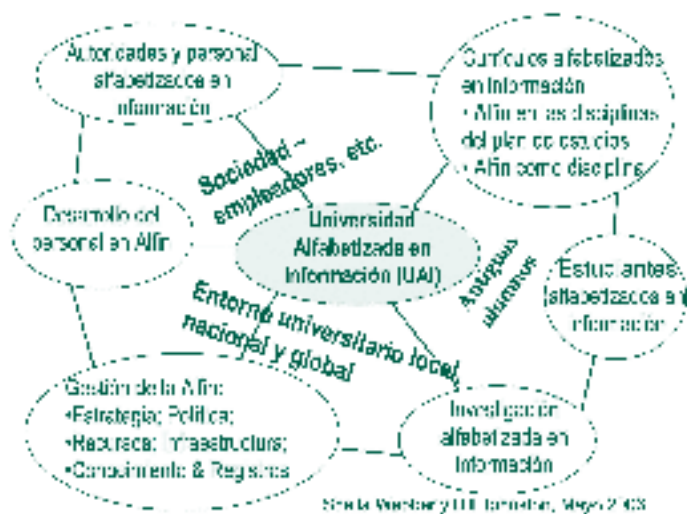 Autoridades y personal
alfabetizados en
información
Currículos alfabetizados
en información
• Alfin en las disciplinas
del plan de estudios
• Alfin como disciplina
Sociedad –
empleadores, etc.
Desarrollo del
personal en Alfin
Universidad
Alfabetizada en
Información (UAI)
Antiguos
alumnos
Estudiantes
alfabetizados en
información
Entorno universitario local,
nacional y global
Gestión de la Alfin:
•Estrategia; Política;
•Recursos; Infraestructura;
•Conocimiento & Registros
Investigación
alfabetizada en
Información
Sheila Webber y Bill Johnston, Mayo 2003